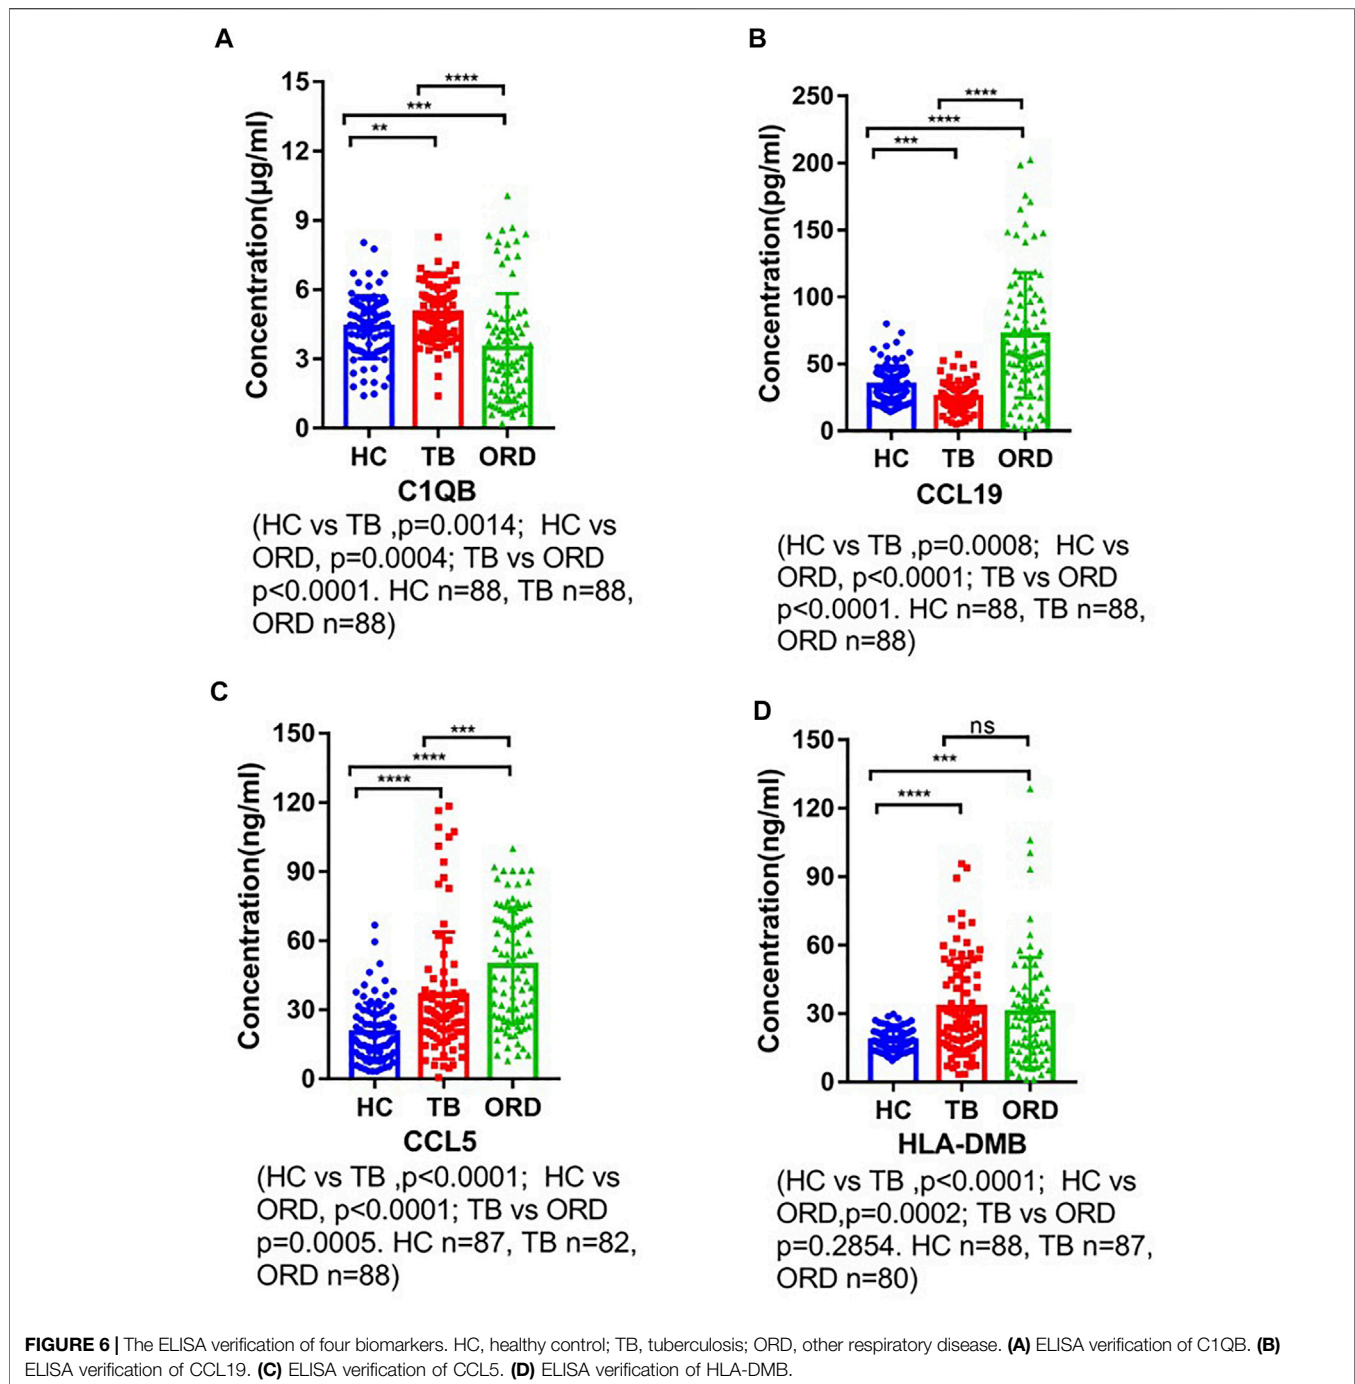 A
****
***
**
15
12
9
6
3
0
Concentration(µg/ml)
HC TB ORD
C1QB
(HC vs TB ,p=0.0014; HC vs
ORD, p=0.0004; TB vs ORD
p<0.0001. HC n=88, TB n=88,
ORD n=88)
B
****
****
***
250
200
150
100
50
0
Concentration(pg/ml)
HC TB ORD
CCL19
(HC vs TB ,p=0.0008; HC vs
ORD, p<0.0001; TB vs ORD
p<0.0001. HC n=88, TB n=88,
ORD n=88)
C
***
****
****
150
120
90
60
30
0
Concentration(ng/ml)
HC TB ORD
CCL5
(HC vs TB ,p<0.0001; HC vs
ORD, p<0.0001; TB vs ORD
p=0.0005. HC n=87, TB n=82,
ORD n=88)
D
ns
***
****
150
120
90
60
30
0
Concentration(ng/ml)
HC TB ORD
HLA-DMB
(HC vs TB ,p<0.0001; HC vs
ORD,p=0.0002; TB vs ORD
p=0.2854. HC n=88, TB n=87,
ORD n=80)
FIGURE 6 | The ELISA verification of four biomarkers. HC, healthy control; TB, tuberculosis; ORD, other respiratory disease. (A) ELISA verification of C1QB. (B)
ELISA verification of CCL19. (C) ELISA verification of CCL5. (D) ELISA verification of HLA-DMB.